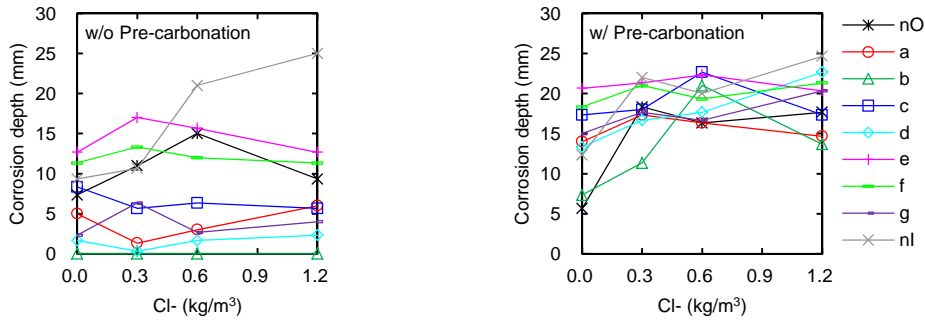 30
w/o Pre-carbonation
25
20
15
10
5
0
0.0 0.3 0.6 0.9 1.2
Corrosion depth (mm)
Cl- (kg/m³)
30
w/ Pre-carbonation
25
20
15
10
5
0
0.0 0.3 0.6 0.9 1.2
Corrosion depth (mm)
Cl- (kg/m³)
nO
a
b
c
d
e
f
g
nI